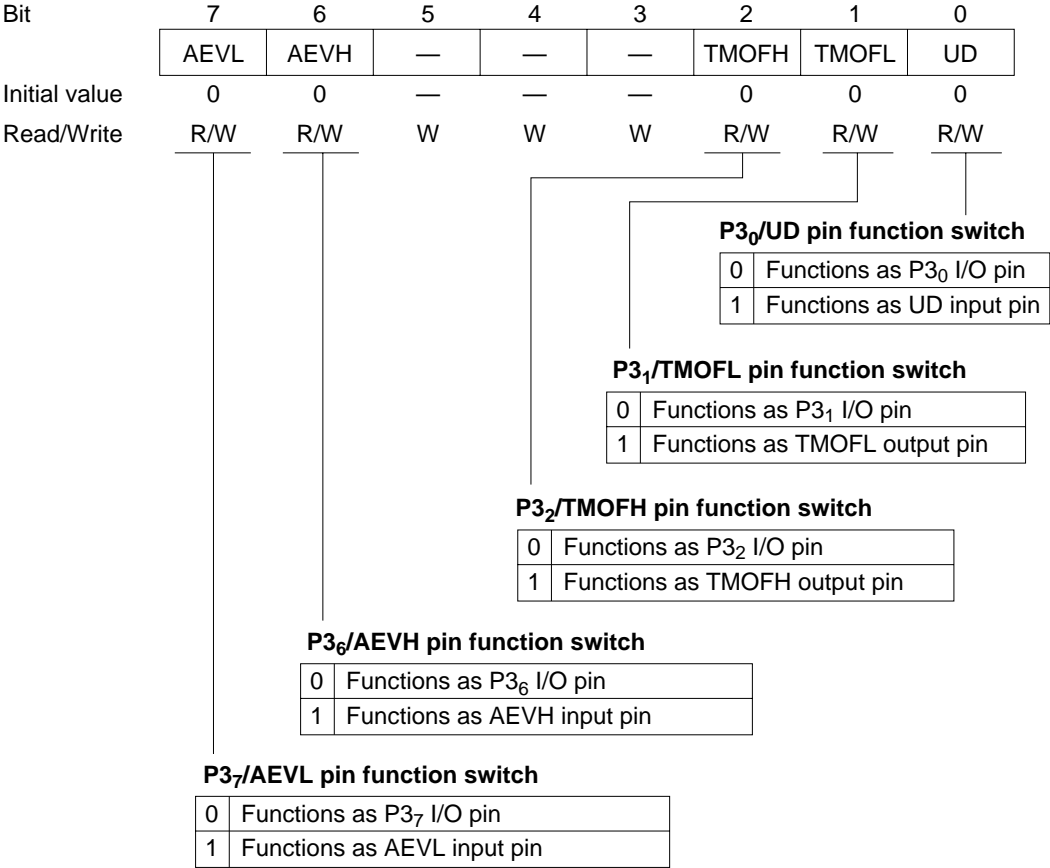 Bit 7 6 5 4 3 2 1 0
AEVL AEVH — — — TMOFH TMOFL UD
Initial value 0 0 — — — 0 0 0
Read/Write R/W R/W W W W R/W R/W R/W
P3₀/UD pin function switch
0 Functions as P3₀ I/O pin
1 Functions as UD input pin
P3₁/TMOFL pin function switch
0 Functions as P3₁ I/O pin
1 Functions as TMOFL output pin
P3₂/TMOFH pin function switch
0 Functions as P3₂ I/O pin
1 Functions as TMOFH output pin
P3₆/AEVH pin function switch
0 Functions as P3₆ I/O pin
1 Functions as AEVH input pin
P3₇/AEVL pin function switch
0 Functions as P3₇ I/O pin
1 Functions as AEVL input pin